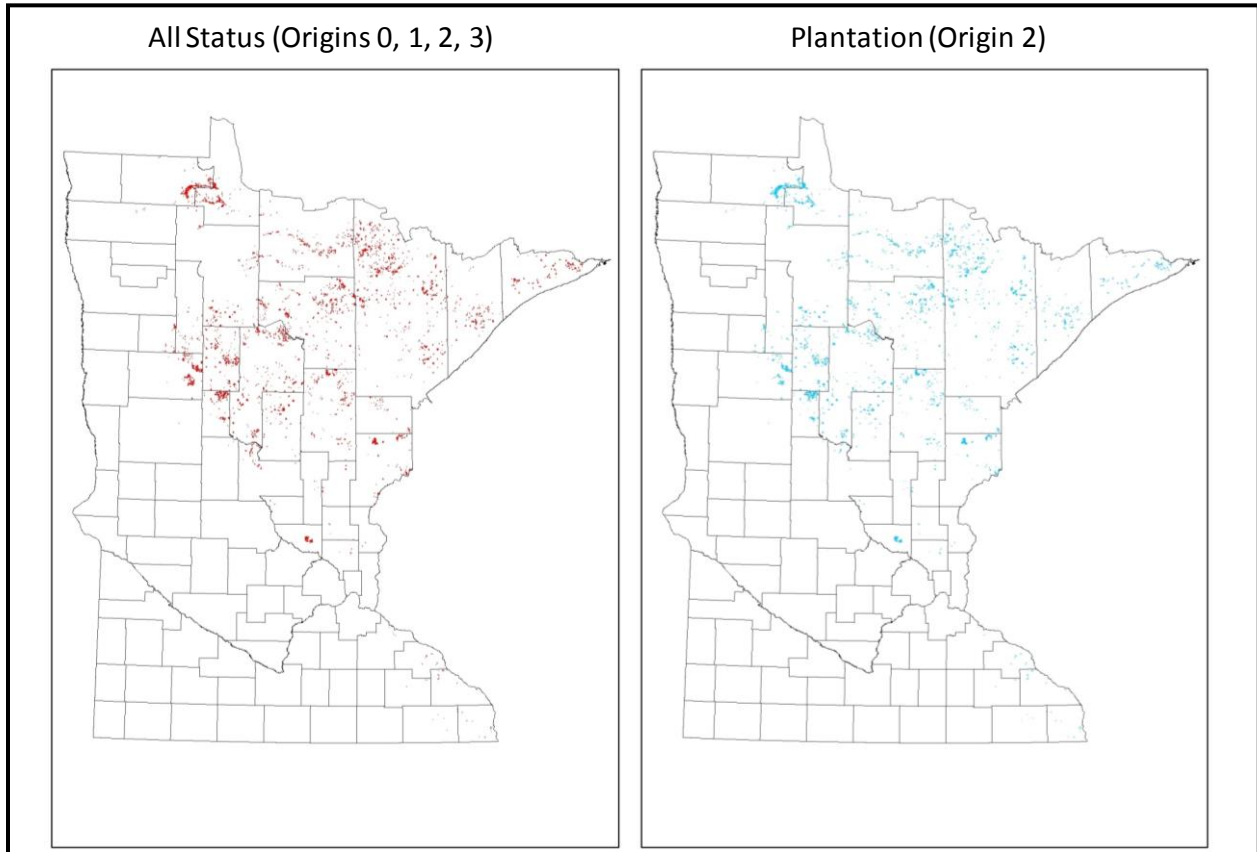 All Status (Origins 0, 1, 2, 3)
Plantation (Origin 2)